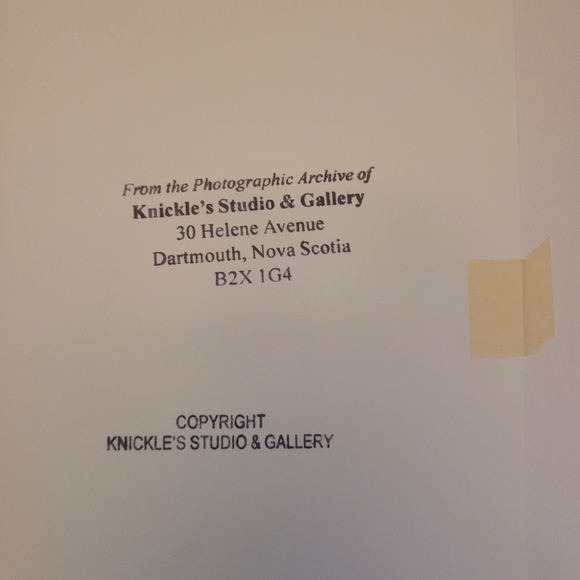 From the Photographic Archive of
Knickle's Studio & Gallery
30 Helene Avenue
Dartmouth, Nova Scotia
B2X 1G4
COPYRIGHT
KNICKLE'S STUDIO & GALLERY